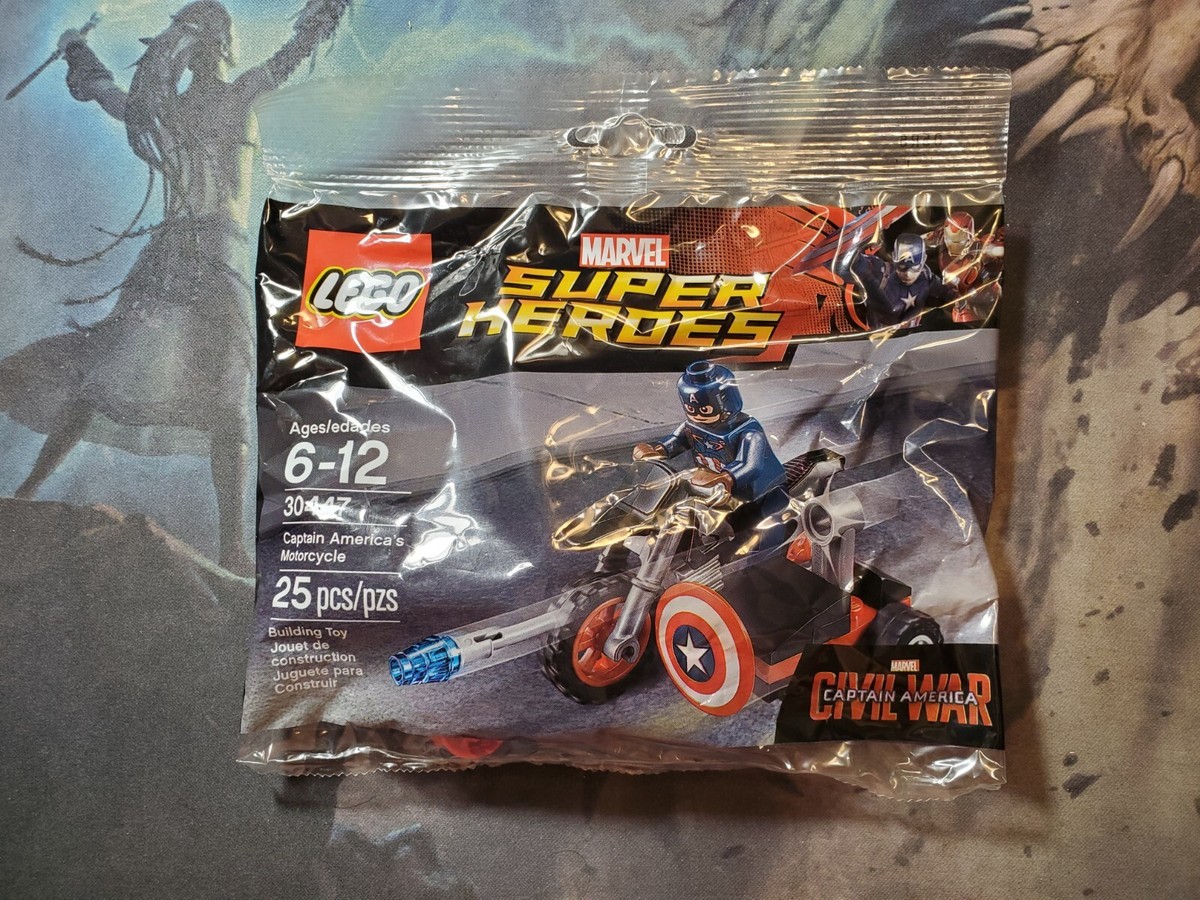 LEGO
MARVEL
SUPER
HEROES
Ages/edades
6-12
30447
Captain America's
Motorcycle
25 pcs/pzs
Building Toy
Jouet de
construction
Juguete para
Construir
A
MARVEL
CAPTAIN AMERICA
CIVIL WAR